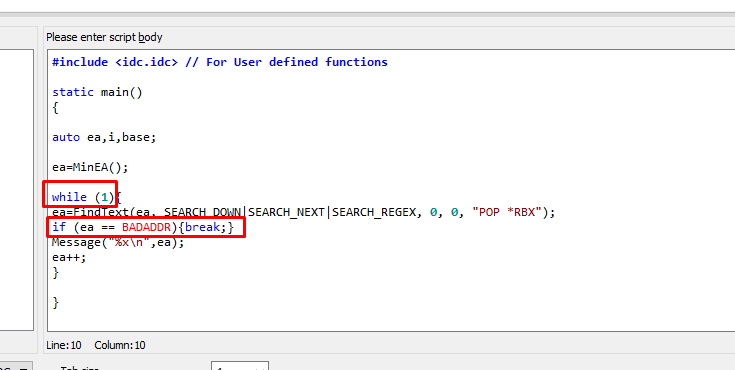 Please enter script body
#include <idc.idc> // For User defined functions
static main()
{
auto ea,i,base;
ea=MinEA();
while (1){
ea=FindText(ea, SEARCH_DOWN|SEARCH_NEXT|SEARCH_REGEX, 0, 0, "POP *RBX");
if (ea == BADADDR){break;}
Message("%x\n",ea);
ea++;
}
}
Line:10 Column:10